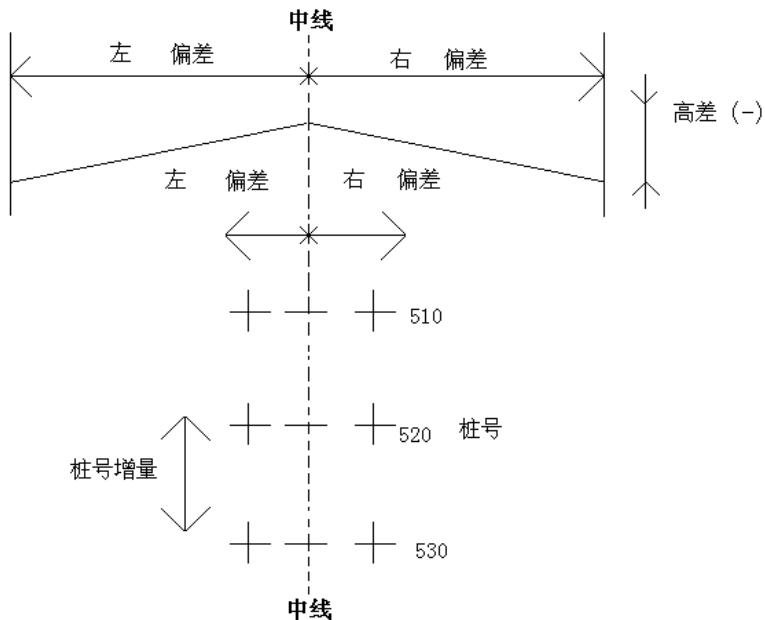 中线
左 偏差
右 偏差
高差 (-)
左 偏差
右 偏差
510
520 桩号
桩号增量
530
中线